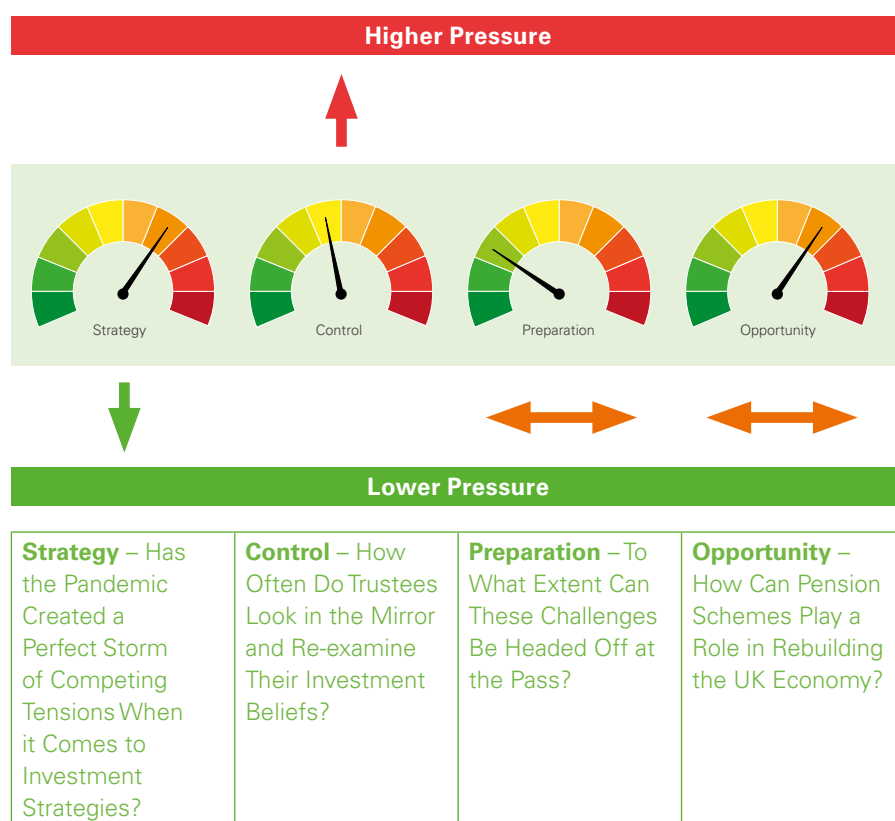 Higher Pressure
Strategy
Control
Preparation
Opportunity
Lower Pressure
Strategy – Has
the Pandemic
Created a
Perfect Storm
of Competing
Tensions When
it Comes to
Investment
Strategies?
Control – How
Often Do Trustees
Look in the Mirror
and Re-examine
Their Investment
Beliefs?
Preparation – To
What Extent Can
These Challenges
Be Headed Off at
the Pass?
Opportunity –
How Can Pension
Schemes Play a
Role in Rebuilding
the UK Economy?